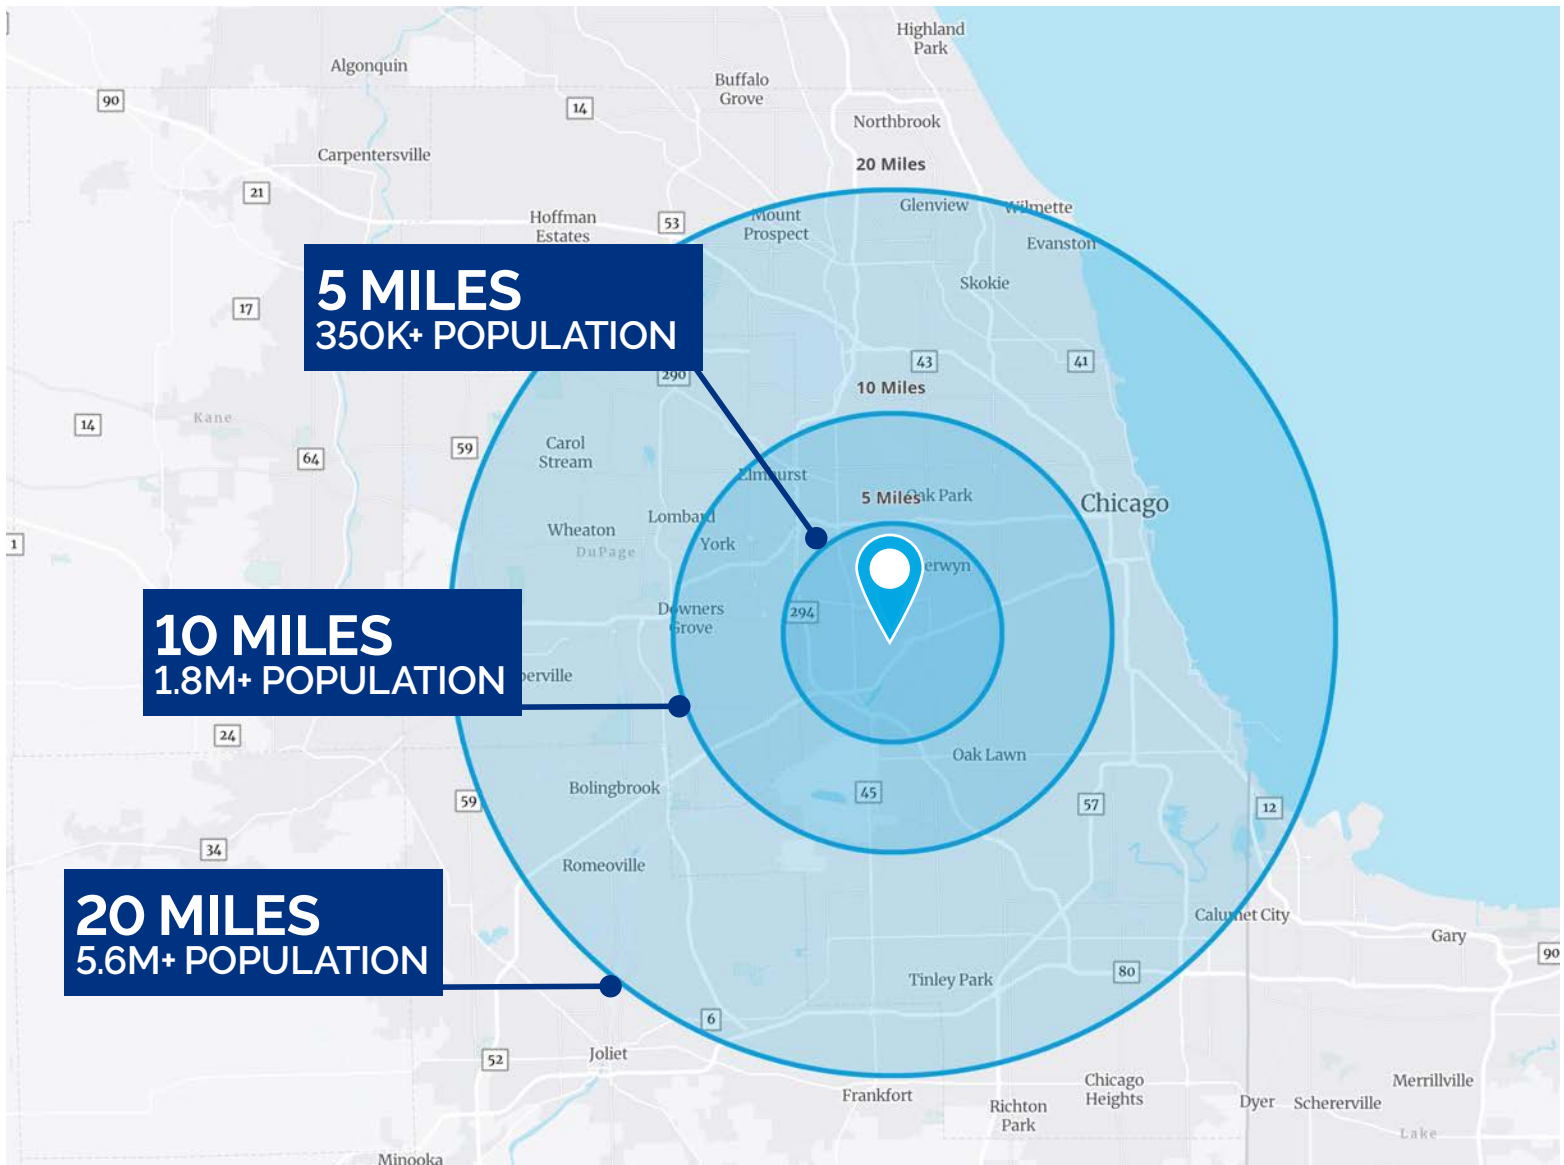 Highland
Park
Algonquin
Buffalo
Grove
90
14
Northbrook
Carpentersville
20 Miles
21
Hoffman
Estates
53
Mount
Prospect
Glenview
Wilmette
Evanston
5 MILES
350K+ POPULATION
Skokie
17
43
41
290
10 Miles
Kane
14
59
64
Carol
Stream
Elmhurst
5 Miles
Oak Park
Chicago
Lombard
Wheaton
York
DuPage
1
erwyn
294
Downers
Grove
10 MILES
1.8M+ POPULATION
perville
24
Oak Lawn
Bolingbrook
45
59
57
12
34
Romeoville
20 MILES
5.6M+ POPULATION
Calumet City
Gary
90
Tinley Park
80
6
52
Joliet
Frankfort
Chicago
Heights
Merrillville
Richton
Park
Dyer
Schererville
Lake
Minooka